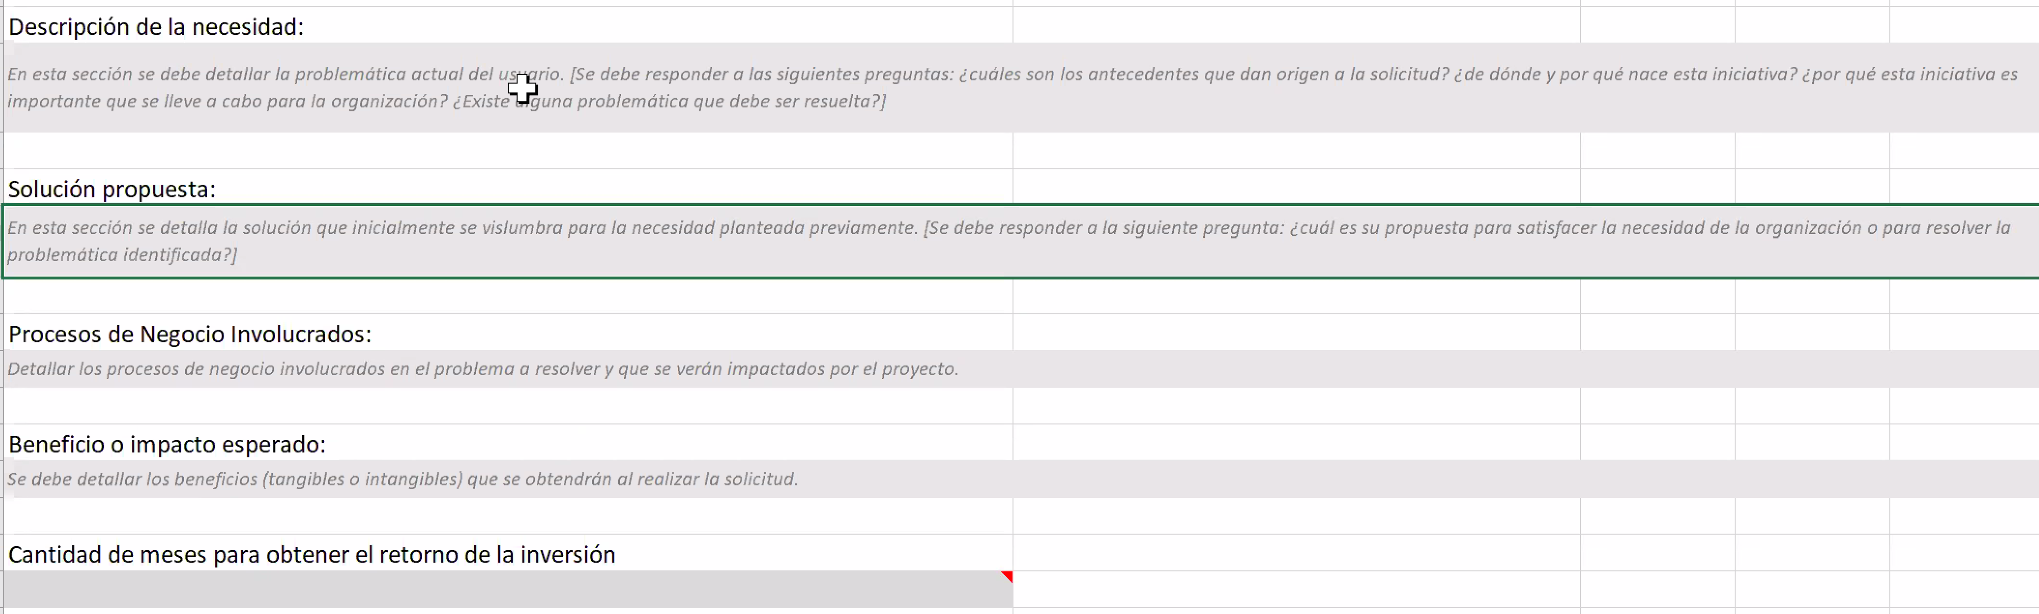 Descripción de la necesidad:
En esta sección se debe detallar la problemática actual del usuario. [Se debe responder a las siguientes preguntas: ¿cuáles son los antecedentes que dan origen a la solicitud? ¿de dónde y por qué nace esta iniciativa? ¿por qué esta iniciativa es
importante que se lleve a cabo para la organización? ¿Existe alguna problemática que debe ser resuelta?]
Solución propuesta:
En esta sección se detalla la solución que inicialmente se vislumbra para la necesidad planteada previamente. [Se debe responder a la siguiente pregunta: ¿cuál es su propuesta para satisfacer la necesidad de la organización o para resolver la
problemática identificada?]
Procesos de Negocio Involucrados:
Detallar los procesos de negocio involucrados en el problema a resolver y que se verán impactados por el proyecto.
Beneficio o impacto esperado:
Se debe detallar los beneficios (tangibles o intangibles) que se obtendrán al realizar la solicitud.
Cantidad de meses para obtener el retorno de la inversión